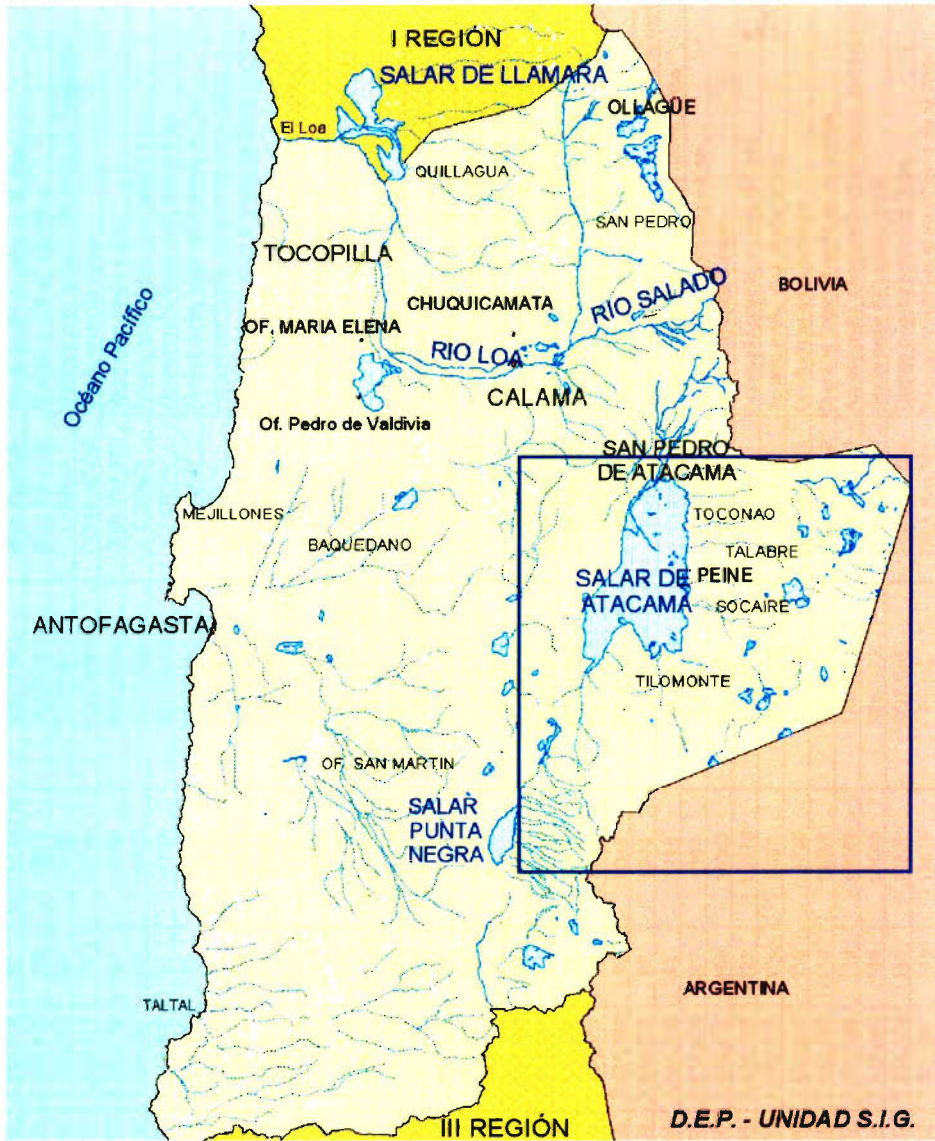 I REGIÓN
SALAR DE LLAMARA
OLLAGÜE
El Loa
QUILLAGUA
SAN PEDRO
TOCOPILLA
BOLIVIA
RIO SALADO
CHUQUICAMATA
Océano Pacífico
OF. MARIA ELENA
RIO LOA
CALAMA
Of. Pedro de Valdivia
SAN PEDRO
DE ATACAMA
MEJILLONES
TOCONAO
BAQUEDANO
TALABRE
SALAR DE
ATACAMA
PEINE
SOCAIRE
ANTOFAGASTA
TILOMONTE
OF. SAN MARTIN
SALAR
PUNTA
NEGRA
ARGENTINA
TALTAL
III REGIÓN
D.E.P. - UNIDAD S.I.G.